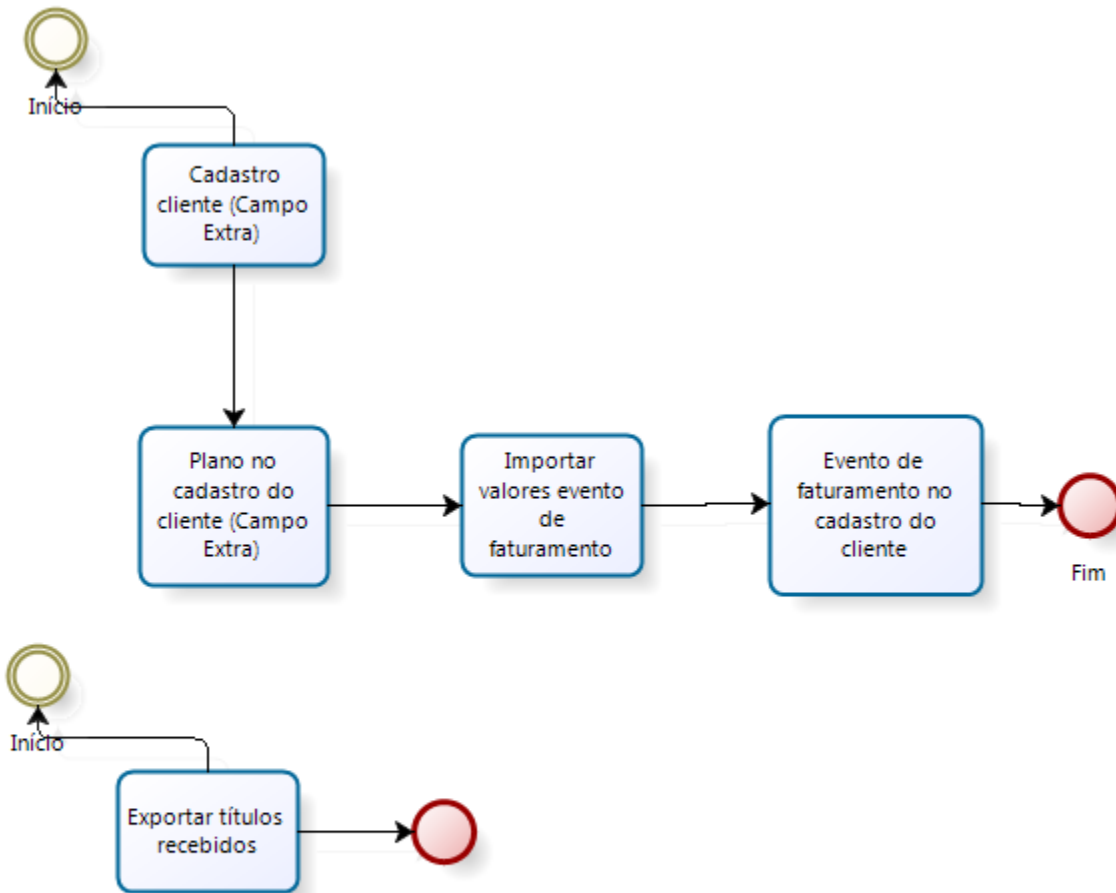 Início
Cadastro
cliente (Campo
Extra)
Plano no
cadastro do
cliente (Campo
Extra)
Importar
valores evento
de
faturamento
Evento de
faturamento no
cadastro do
cliente
Fim
Início
Exportar títulos
recebidos